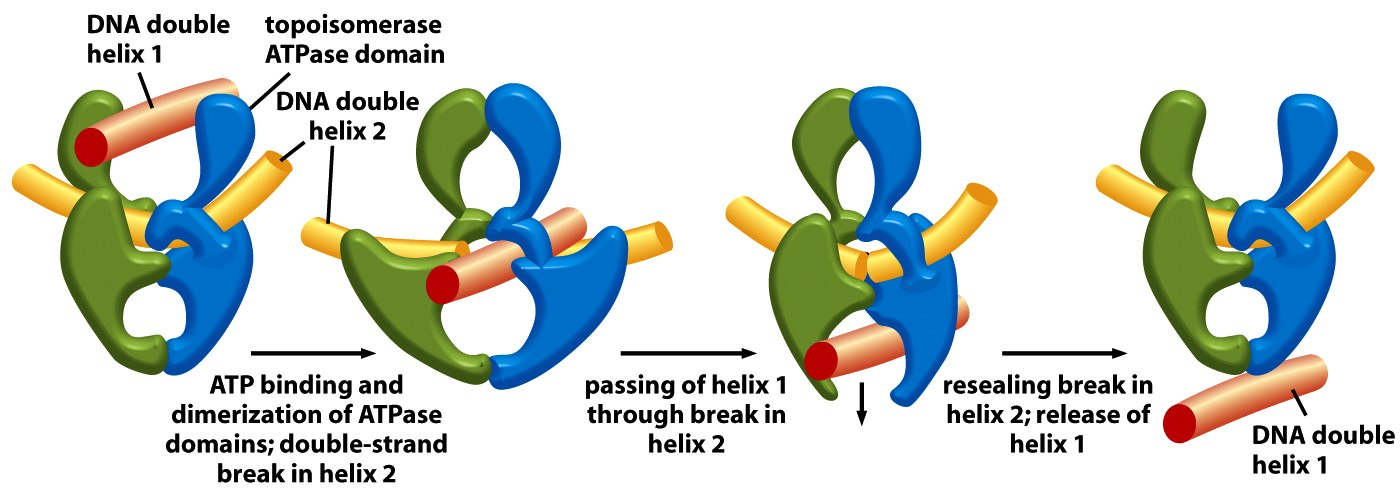 DNA double
helix 1
topoisomerase
ATPase domain
DNA double
helix 2
ATP binding and
dimerization of ATPase
domains; double-strand
break in helix 2
passing of helix 1
through break in
helix 2
resealing break in
helix 2; release of
helix 1
DNA double
helix 1